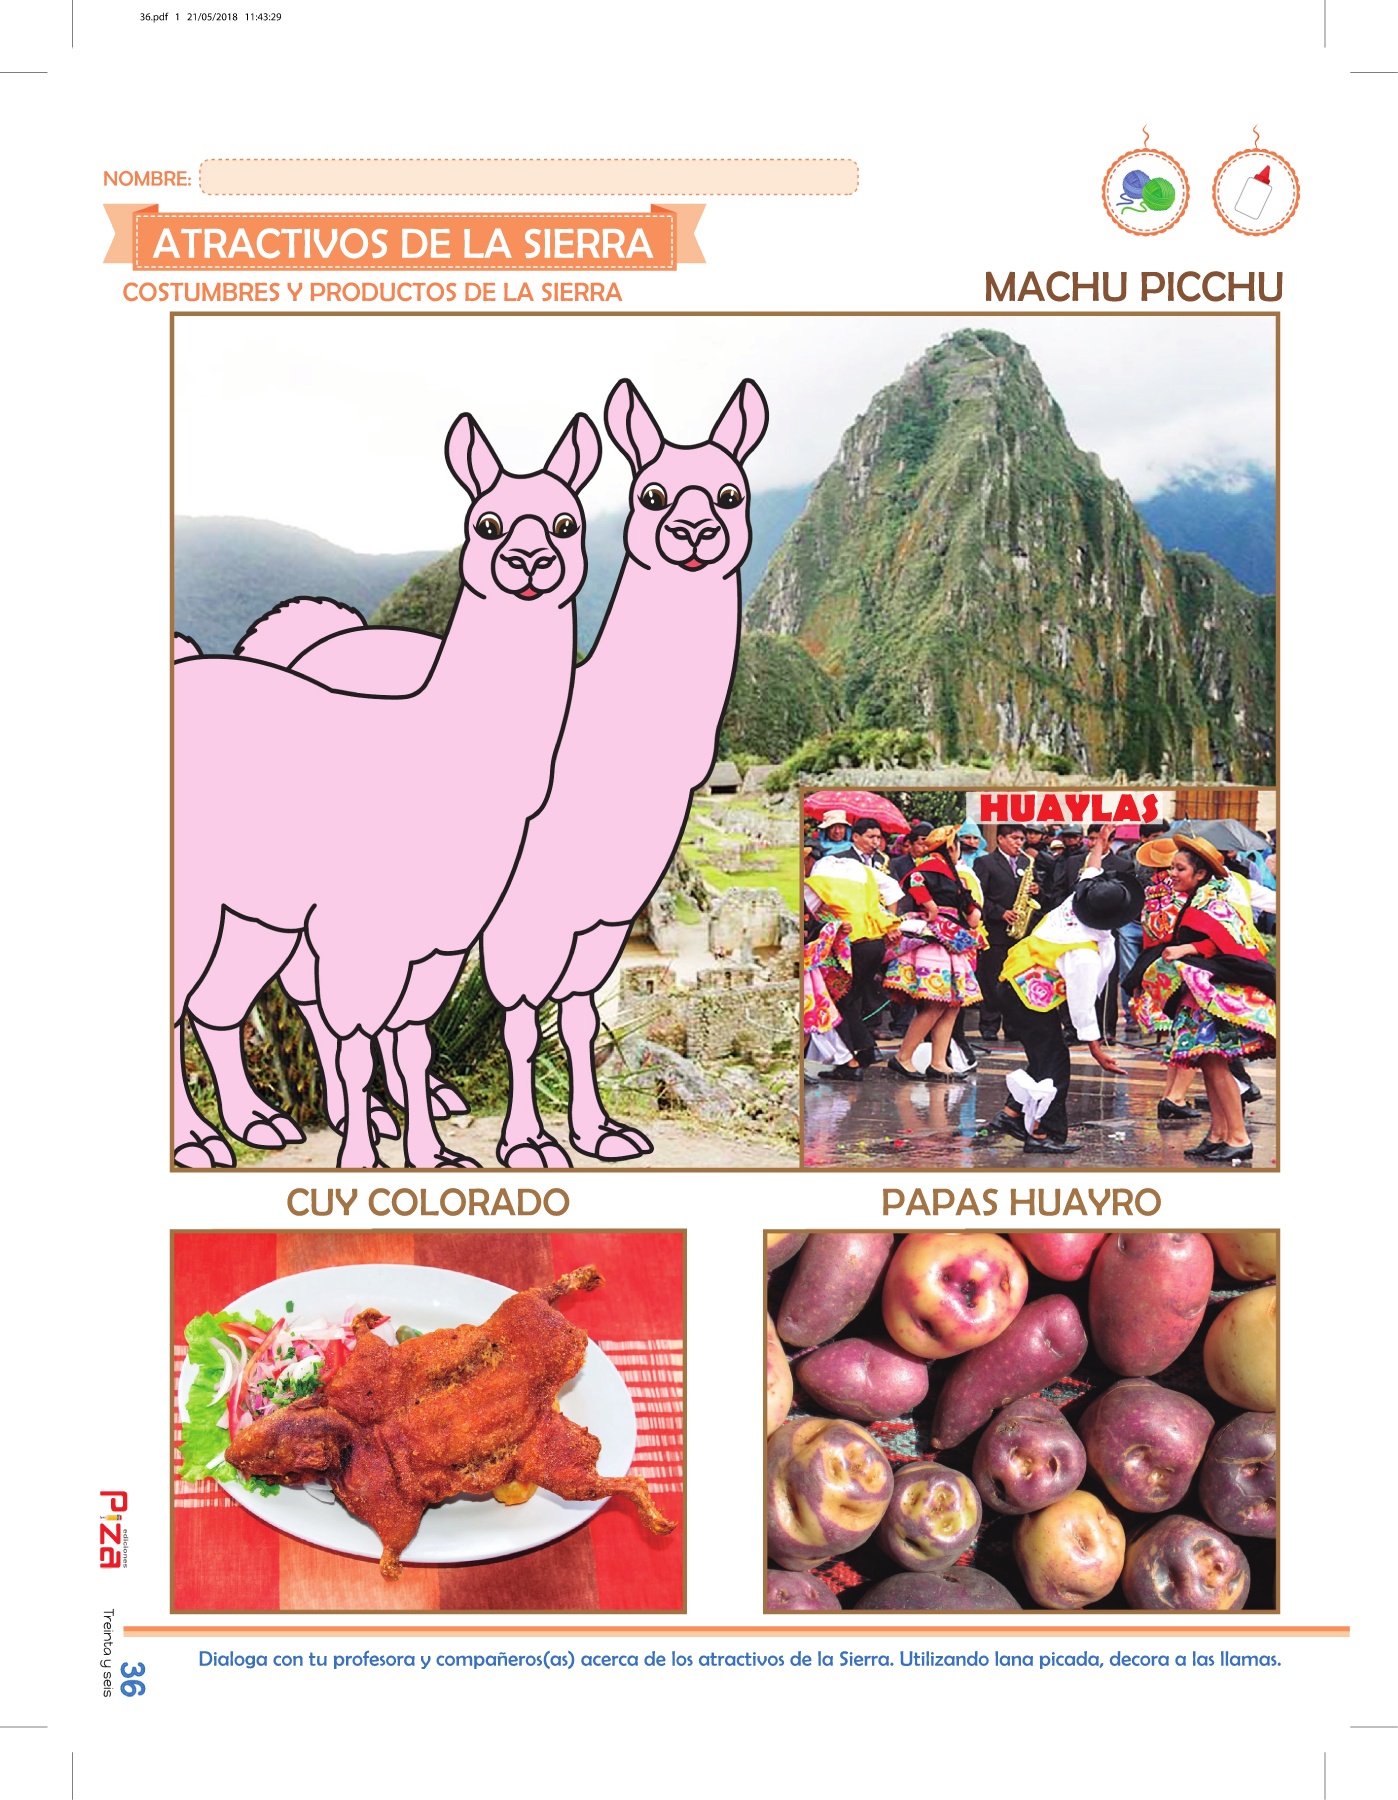 36.pdf 1 21/05/2018 11:43:29
NOMBRE:
ATRACTIVOS DE LA SIERRA
COSTUMBRES Y PRODUCTOS DE LA SIERRA
MACHU PICCHU
HUAYLAS
CUY COLORADO
PAPAS HUAYRO
Piza
ediciones
Treinta y seis
36
Dialoga con tu profesora y compañeros(as) acerca de los atractivos de la Sierra. Utilizando lana picada, decora a las llamas.